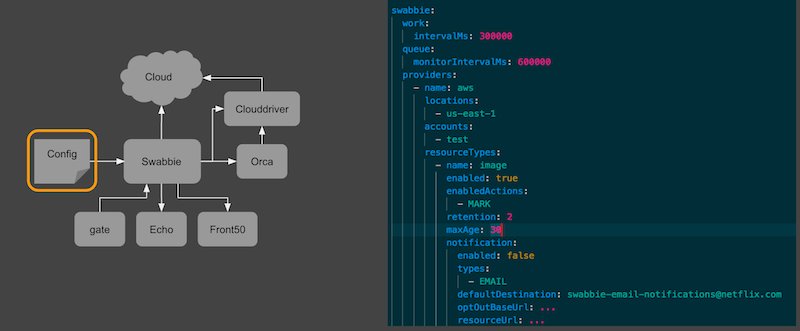 Cloud
Clouddriver
Config
Swabbie
Orca
gate
Echo
Front50
swabbie:
work:
intervalMs: 300000
queue:
monitorIntervalMs: 600000
providers:
- name: aws
locations:
- us-east-1
accounts:
- test
resourceTypes:
- name: image
enabled: true
enabledActions:
- MARK
retention: 2
maxAge: 30
notification:
enabled: false
types:
- EMAIL
defaultDestination: swabbie-email-notifications@netflix.com
optOutBaseUrl: ...
resourceUrl: ...